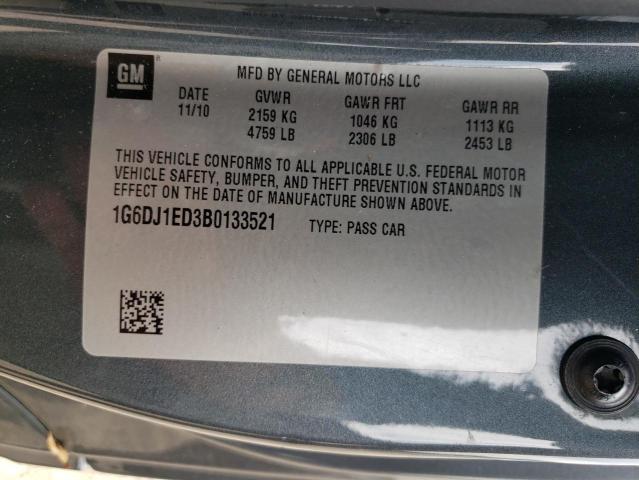 GM
MFD BY GENERAL MOTORS LLC
DATE GVWR GAWR FRT GAWR RR
11/10 2159 KG 1046 KG 1113 KG
4759 LB 2306 LB 2453 LB
THIS VEHICLE CONFORMS TO ALL APPLICABLE U.S. FEDERAL MOTOR
VEHICLE SAFETY, BUMPER, AND THEFT PREVENTION STANDARDS IN
EFFECT ON THE DATE OF MANUFACTURE SHOWN ABOVE.
1G6DJ1ED3B0133521 TYPE: PASS CAR